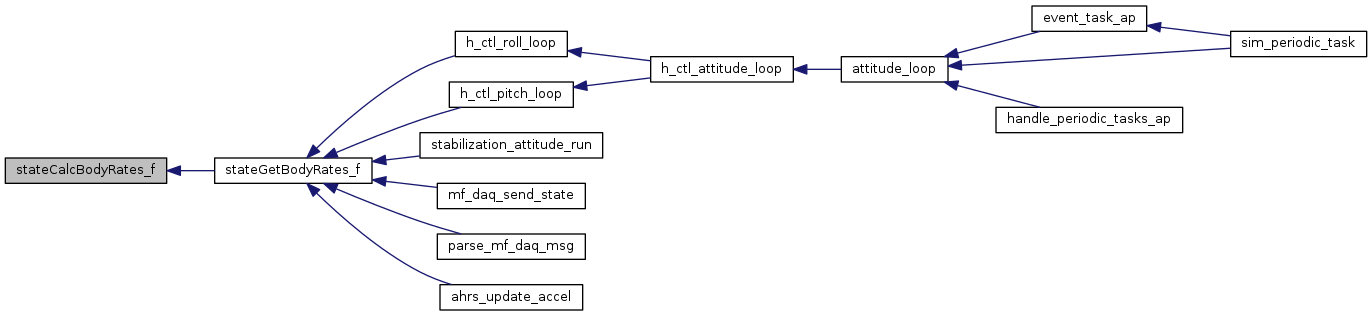 stateCalcBodyRates_f
stateGetBodyRates_f
h_ctl_roll_loop
h_ctl_pitch_loop
stabilization_attitude_run
mf_daq_send_state
parse_mf_daq_msg
ahrs_update_accel
h_ctl_attitude_loop
attitude_loop
event_task_ap
handle_periodic_tasks_ap
sim_periodic_task